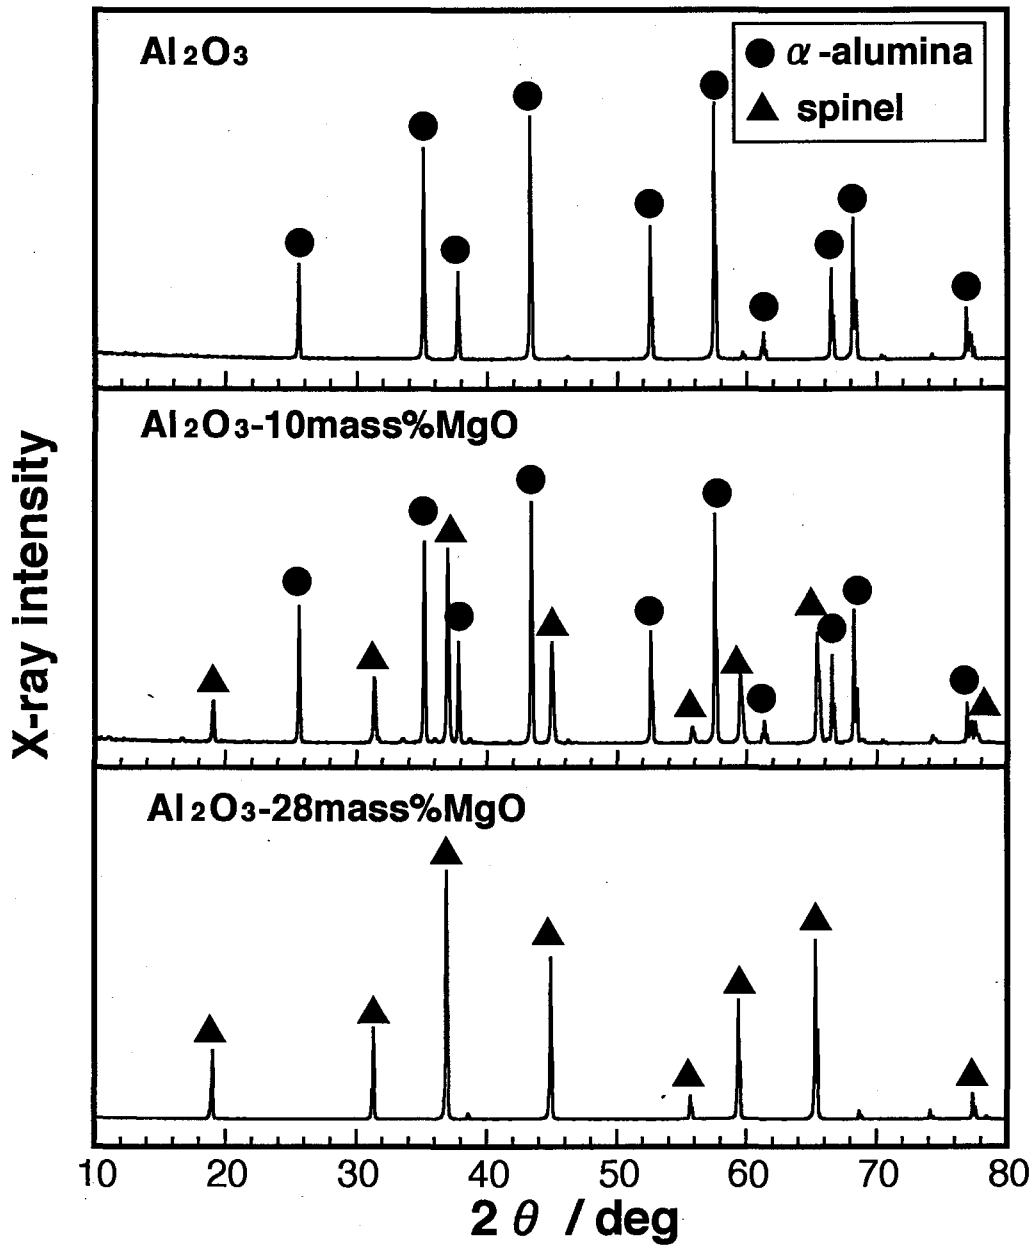 Al2O3
● α-alumina
▲ spinel
Al2O3-10mass%MgO
Al2O3-28mass%MgO
X-ray intensity
10 20 30 40 50 60 70 80
2 θ / deg